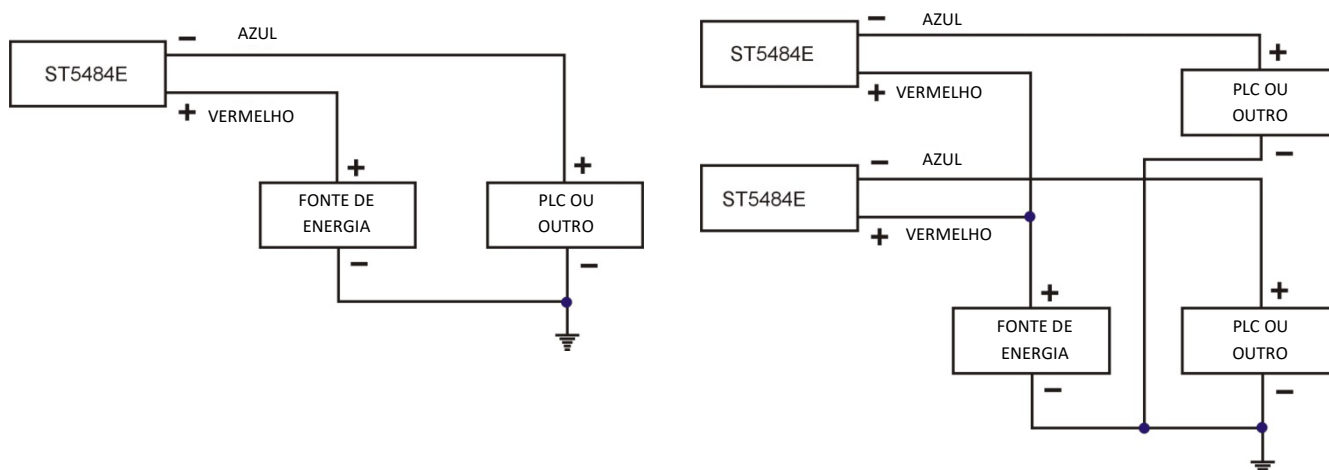 − AZUL
ST5484E
+ VERMELHO
+
+
FONTE DE
ENERGIA
PLC OU
OUTRO
−
−
− AZUL
ST5484E
+
+ VERMELHO
PLC OU
OUTRO
− AZUL
−
ST5484E
+ VERMELHO
+
+
FONTE DE
ENERGIA
PLC OU
OUTRO
−
−